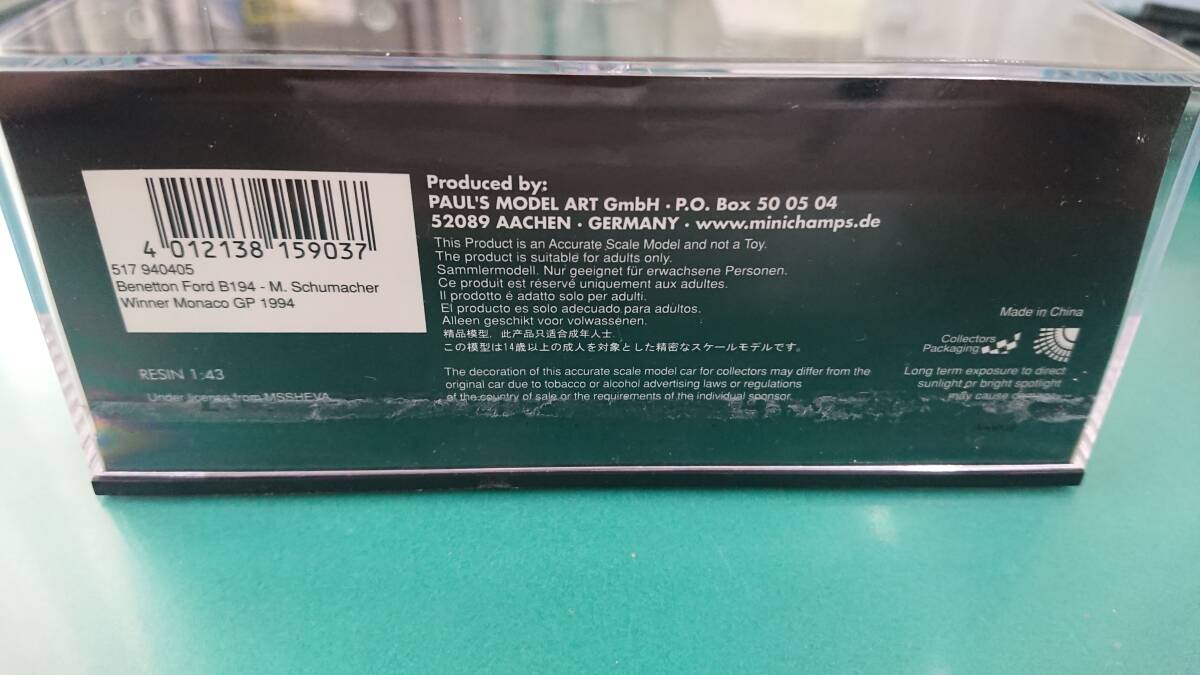 4 012138 159037
517 940405
Benetton Ford B194 - M. Schumacher
Winner Monaco GP 1994
RESIN 1:43
Under license from MSSHEVA
Produced by:
PAUL'S MODEL ART GmbH · P.O. Box 50 05 04
52089 AACHEN · GERMANY · www.minichamps.de
This Product is an Accurate Scale Model and not a Toy.
The product is suitable for adults only.
Sammlermodell. Nur geeignet für erwachsene Personen.
Ce produit est réservé uniquement aux adultes.
Il prodotto é adatto solo per adulti.
El producto es solo adecuado para adultos.
Alleen geschikt voor volwassenen.
精品模型, 此产品只适合成年人士
この模型は14歳以上の成人を対象とした精密なスケールモデルです。
The decoration of this accurate scale model car for collectors may differ from the
original car due to tobacco or alcohol advertising laws or regulations
of the country of sale or the requirements of the individual sponsor.
Made in China
Collectors
Packaging
Long term exposure to direct
sunlight or bright spotlight
may cause